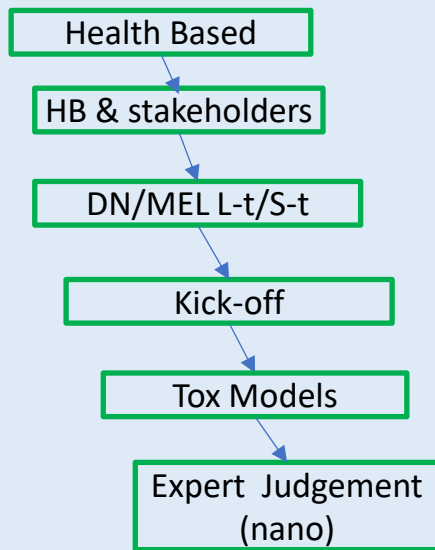 Health Based
HB & stakeholders
DN/MEL L-t/S-t
Kick-off
Tox Models
Expert Judgement
(nano)